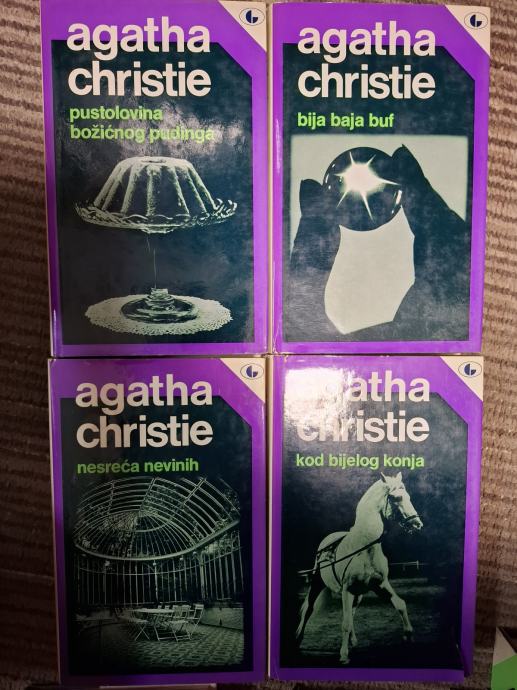 agatha
christie
pustolovina
božićnog pudinga
agatha
christie
bija baja buf
agatha
christie
nesreća nevinih
agatha
christie
kod bijelog konja